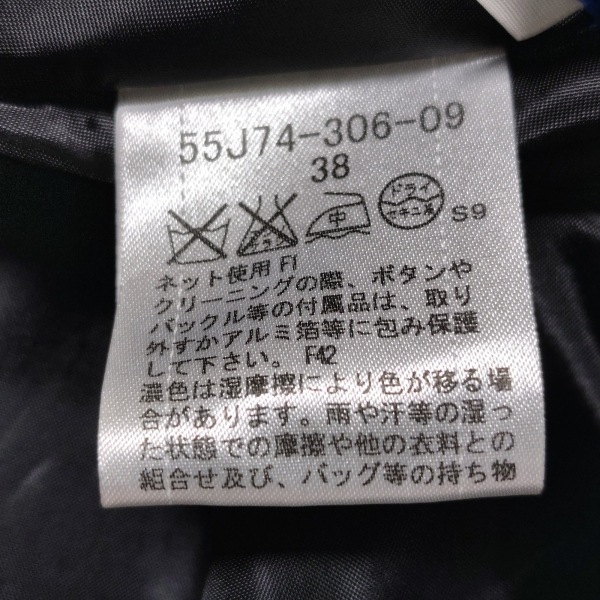 55J74-306-09
38
エンソ
サラシ
中
ドライ
セキユ系
S9
ネット使用 F1
クリーニングの際、ボタンや
バックル等の付属品は、取り
外すかアルミ箔等に包み保護
して下さい。 F42
濃色は湿摩擦により色が移る場
合があります。雨や汗等の湿っ
た状態での摩擦や他の衣料との
組合せ及び、バッグ等の持ち物